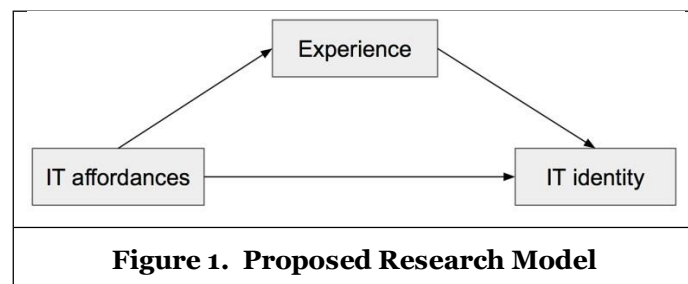 Experience
IT affordances
IT identity
Figure 1. Proposed Research Model